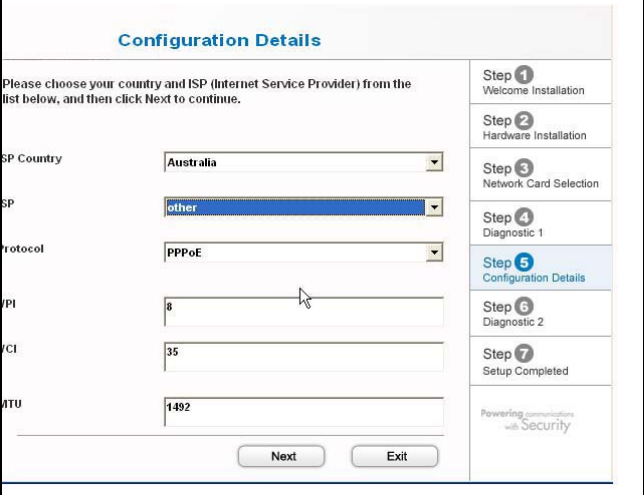 Configuration Details
Please choose your country and ISP (Internet Service Provider) from the
list below, and then click Next to continue.
SP Country
Australia
SP
other
rotocol
PPPoE
VPI
8
VCI
35
MTU
1492
Next
Exit
Step 1
Welcome Installation
Step 2
Hardware Installation
Step 3
Network Card Selection
Step 4
Diagnostic 1
Step 5
Configuration Details
Step 6
Diagnostic 2
Step 7
Setup Completed
Powering communications
with Security